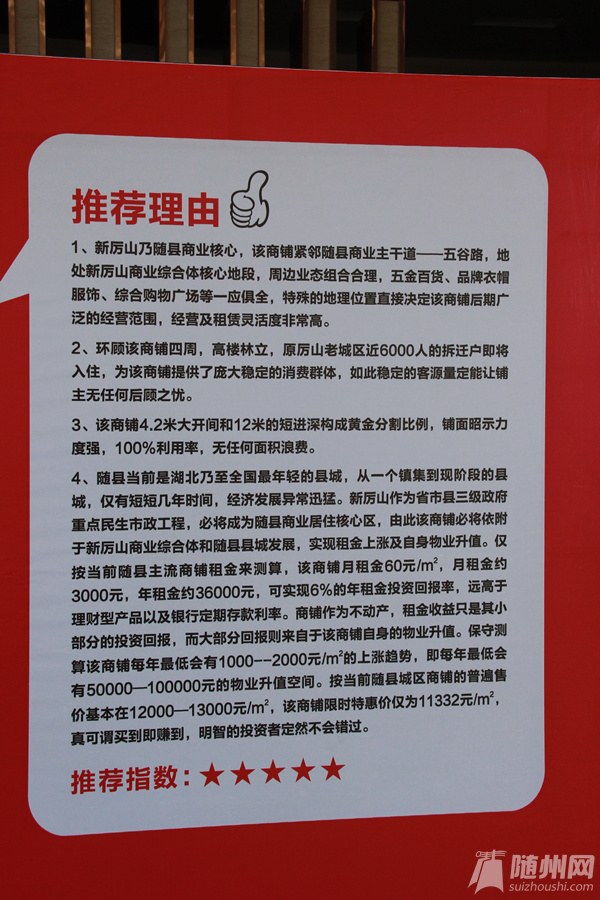 推荐理由
1、新厉山乃随县商业核心，该商铺紧邻随县商业主干道——五谷路，地
处新厉山商业综合体核心地段，周边业态组合合理，五金百货、品牌衣帽
服饰、综合购物广场等一应俱全，特殊的地理位置直接决定该商铺后期广
泛的经营范围，经营及租赁灵活度非常高。
2、环顾该商铺四周，高楼林立，原厉山老城区近6000人的拆迁户即将
入住，为该商铺提供了庞大稳定的消费群体，如此稳定的客源量定能让铺
主无任何后顾之忧。
3、该商铺4.2米大开间和12米的短进深构成黄金分割比例，铺面昭示力
度强，100%利用率，无任何面积浪费。
4、随县当前是湖北乃至全国最年轻的县城，从一个镇集到现阶段的县
城，仅有短短几年时间，经济发展异常迅猛。新厉山作为省市县三级政府
重点民生市政工程，必将成为随县商业居住核心区，由此该商铺必将依附
于新厉山商业综合体和随县县城发展，实现租金上涨及自身物业升值。仅
按当前随县主流商铺租金来测算，该商铺月租金60元/m²，月租金约
3000元，年租金约36000元，可实现6%的年租金投资回报率，远高于
理财型产品以及银行定期存款利率。商铺作为不动产，租金收益只是其小
部分的投资回报，而大部分回报则来自于该商铺自身的物业升值。保守测
算该商铺每年最低会有1000--2000元/m²的上涨趋势，即每年最低会
有50000—100000元的物业升值空间。按当前随县城区商铺的普遍售
价基本在12000—13000元/m²，该商铺限时特惠价仅为11332元/m²，
真可谓买到即赚到，明智的投资者定然不会错过。
推荐指数：★★★★★
随州网
suizhoushi.com